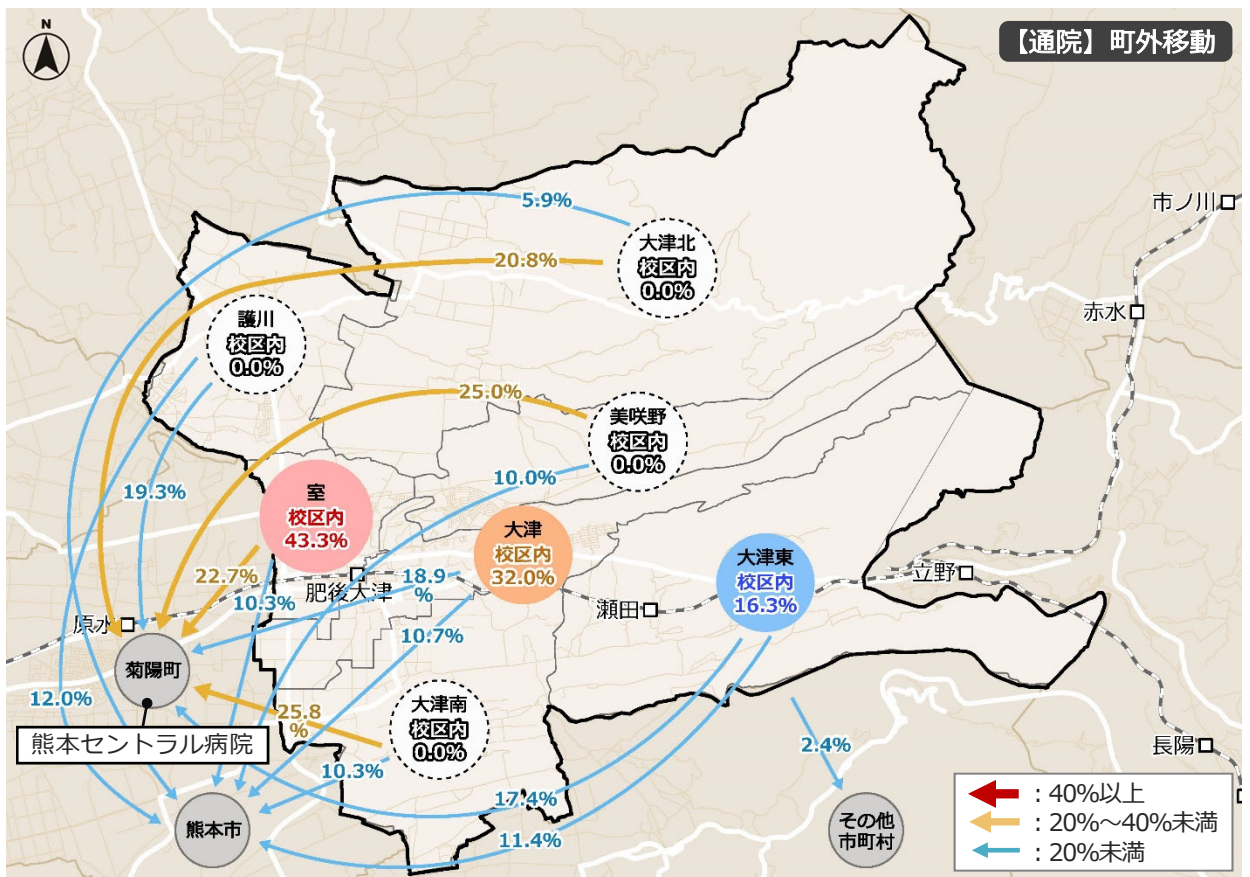 N
【通院】町外移動
5.9%
市ノ川
大津北
校区内
0.0%
20.8%
赤水
護川
校区内
0.0%
25.0%
美咲野
校区内
0.0%
10.0%
19.3%
室
校区内
43.3%
大津
校区内
32.0%
大津東
校区内
16.3%
立野
22.7%
肥後大津
18.9
%
瀬田
10.3%
原水
10.7%
菊陽町
12.0%
25.8
%
大津南
校区内
0.0%
熊本セントラル病院
長陽
2.4%
10.3%
17.4%
11.4%
熊本市
その他
市町村
：40%以上
：20%～40%未満
：20%未満